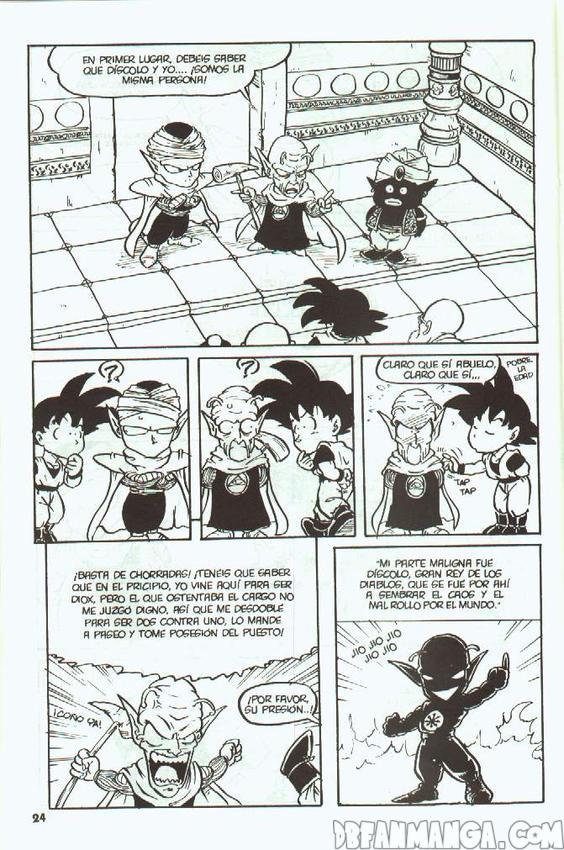 EN PRIMER LUGAR, DEBEIS SABER
QUE DÍSCOLO Y YO.... ¡SOMOS LA
MISMA PERSONA!
?
?
CLARO QUE SÍ ABUELO,
CLARO QUE SÍ...
POBRE,
LA
EDAD
TAP
TAP
¡BASTA DE CHORRADAS! ¡TENEIS QUE SABER
QUE EN EL PRICIPIO, YO VINE AQUÍ PARA SER
DIOX, PERO EL QUE OSTENTABA EL CARGO NO
ME JUZGÓ DIGNO, ASÍ QUE ME DESDOBLÉ
PARA SER DOS CONTRA UNO, LO MANDÉ
A PASEO Y TOMÉ POSESIÓN DEL PUESTO!
¡COÑO YA!
¡POR FAVOR,
SU PRESIÓN..!
"MI PARTE MALIGNA FUE
DÍSCOLO, GRAN REY DE LOS
DIABLOS, QUE SE FUE POR AHÍ
A SEMBRAR EL CAOS Y EL
MAL ROLLO POR EL MUNDO."
JIO JIO JIO
JIO JIO
24
DBFANMANGA.COM